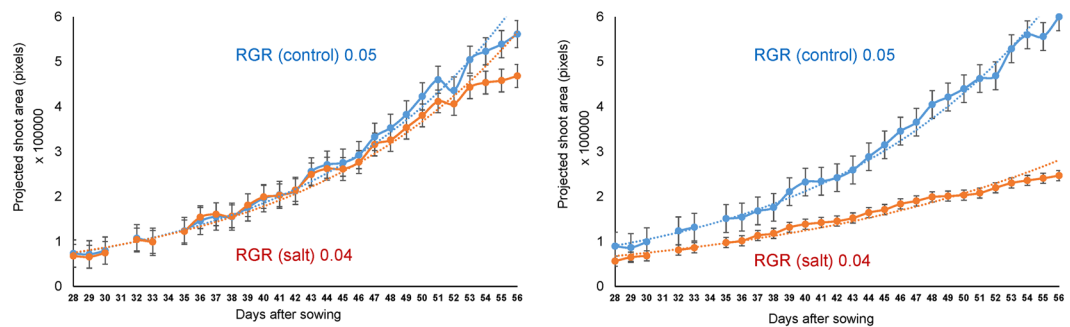 Projected shoot area (pixels)
x 100000
6
5
4
3
2
1
0
RGR (control) 0.05
RGR (salt) 0.04
28 29 30 31 32 33 34 35 36 37 38 39 40 41 42 43 44 45 46 47 48 49 50 51 52 53 54 55 56
Days after sowing
Projected shoot area (pixels)
x 100000
6
5
4
3
2
1
0
RGR (control) 0.05
RGR (salt) 0.04
28 29 30 31 32 33 34 35 36 37 38 39 40 41 42 43 44 45 46 47 48 49 50 51 52 53 54 55 56
Days after sowing